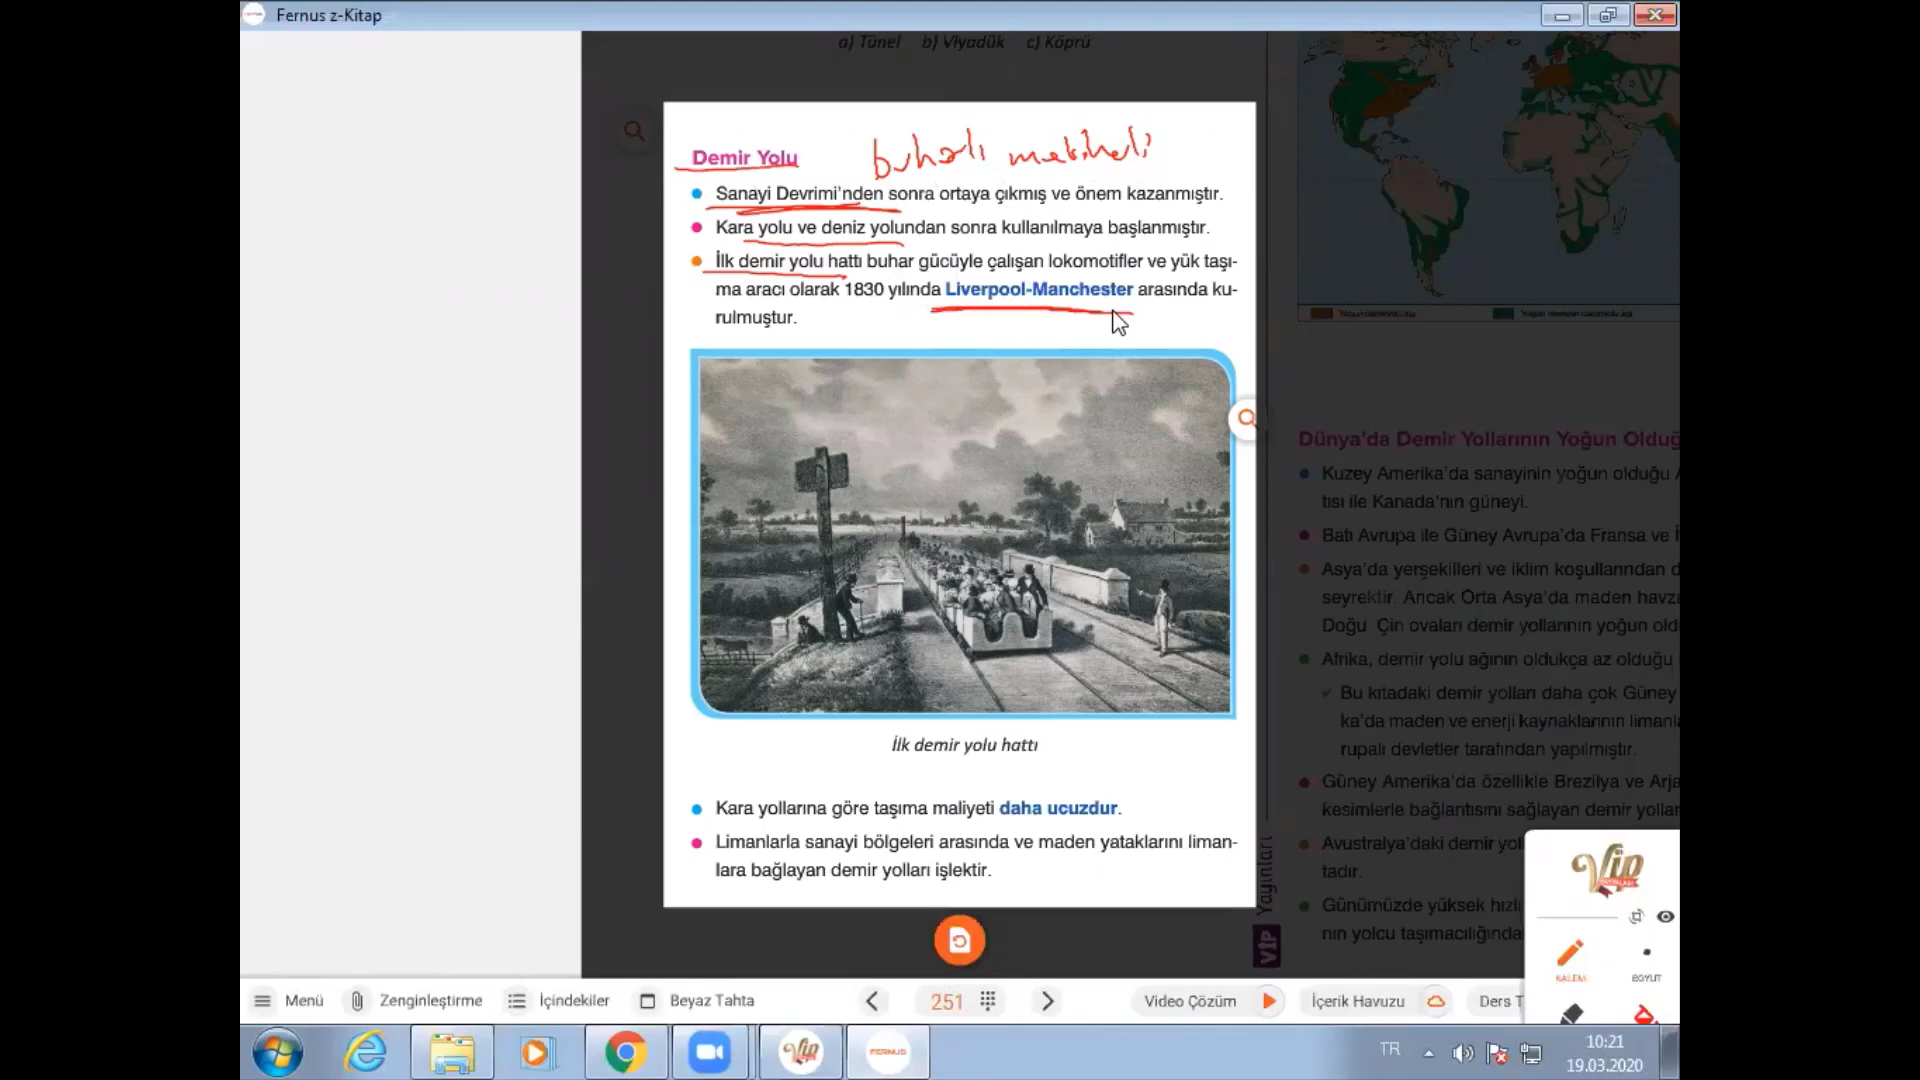 Fernus z-Kitap
a) Tünel b) Viyadük c) Köprü
Demir Yolu
buharlı makineli
Sanayi Devrimi'nden sonra ortaya çıkmış ve önem kazanmıştır.
Kara yolu ve deniz yolundan sonra kullanılmaya başlanmıştır.
İlk demir yolu hattı buhar gücüyle çalışan lokomotifler ve yük taşı-
ma aracı olarak 1830 yılında Liverpool-Manchester arasında ku-
rulmuştur.
İlk demir yolu hattı
Kara yollarına göre taşıma maliyeti daha ucuzdur.
Limanlarla sanayi bölgeleri arasında ve maden yataklarını liman-
lara bağlayan demir yolları işlektir.
Dünya'da Demir Yollarının Yoğun Olduğ
Kuzey Amerika'da sanayinin yoğun olduğu A
tısı ile Kanada'nın güneyi.
Batı Avrupa ile Güney Avrupa'da Fransa ve İ
Asya'da yerşekilleri ve iklim koşullarından d
seyrektir. Ancak Orta Asya'da maden havza
Doğu Çin ovaları demir yollarının yoğun oldu
Afrika, demir yolu ağının oldukça az olduğu
Bu kıtadaki demir yolları daha çok Güney
ka'da maden ve enerji kaynaklarının limanla
rupalı devletler tarafından yapılmıştır.
Güney Amerika'da özellikle Brezilya ve Arja
kesimlerle bağlantısını sağlayan demir yollar
Avustralya'daki demir yol
tadır.
Günümüzde yüksek hızlı
nın yolcu taşımacılığında
VİP Yayınları
Vip
KALEM
BOYUT
Menü
Zenginleştirme
İçindekiler
Beyaz Tahta
251
Video Çözüm
İçerik Havuzu
Ders T
Vip
FERNUS
TR
10:21
19.03.2020